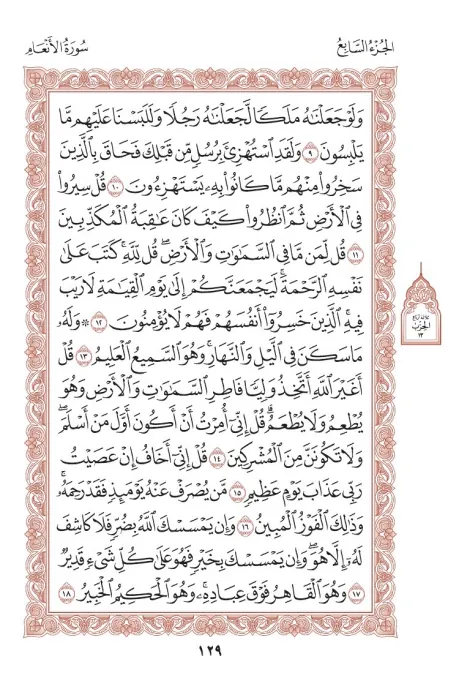 الجزء السابع
سورة الأنعام
وَلَوْ جَعَلْنَٰهُ مَلَكًا لَّجَعَلْنَٰهُ رَجُلًا وَلَلَبَسْنَا عَلَيْهِم مَّا
يَلْبِسُونَ ٩ وَلَقَدِ ٱسْتُهْزِئَ بِرُسُلٍ مِّن قَبْلِكَ فَحَاقَ بِٱلَّذِينَ
سَخِرُوا۟ مِنْهُم مَّا كَانُوا۟ بِهِۦ يَسْتَهْزِءُونَ ١٠ قُلْ سِيرُوا۟
فِى ٱلْأَرْضِ ثُمَّ ٱنظُرُوا۟ كَيْفَ كَانَ عَٰقِبَةُ ٱلْمُكَذِّبِينَ
١١ قُل لِّمَن مَّا فِى ٱلسَّمَٰوَٰتِ وَٱلْأَرْضِ ۖ قُل لِّلَّهِ ۚ كَتَبَ عَلَىٰ
نَفْسِهِ ٱلرَّحْمَةَ ۚ لَيَجْمَعَنَّكُمْ إِلَىٰ يَوْمِ ٱلْقِيَٰمَةِ لَا رَيْبَ
فِيهِ ۚ ٱلَّذِينَ خَسِرُوٓا۟ أَنفُسَهُمْ فَهُمْ لَا يُؤْمِنُونَ ١٢ ۞ وَلَهُۥ
مَا سَكَنَ فِى ٱلَّيْلِ وَٱلنَّهَارِ ۚ وَهُوَ ٱلسَّمِيعُ ٱلْعَلِيمُ ١٣ قُلْ
أَغَيْرَ ٱللَّهِ أَتَّخِذُ وَلِيًّا فَاطِرِ ٱلسَّمَٰوَٰتِ وَٱلْأَرْضِ وَهُوَ
يُطْعِمُ وَلَا يُطْعَمُ ۗ قُلْ إِنِّىٓ أُمِرْتُ أَنْ أَكُونَ أَوَّلَ مَنْ أَسْلَمَ ۖ
وَلَا تَكُونَنَّ مِنَ ٱلْمُشْرِكِينَ ١٤ قُلْ إِنِّىٓ أَخَافُ إِنْ عَصَيْتُ
رَبِّى عَذَابَ يَوْمٍ عَظِيمٍ ١٥ مَّن يُصْرَفْ عَنْهُ يَوْمَئِذٍ فَقَدْ رَحِمَهُۥ ۚ
وَذَٰلِكَ ٱلْفَوْزُ ٱلْمُبِينُ ١٦ وَإِن يَمْسَسْكَ ٱللَّهُ بِضُرٍّ فَلَا كَاشِفَ
لَهُۥٓ إِلَّا هُوَ ۖ وَإِن يَمْسَسْكَ بِخَيْرٍ فَهُوَ عَلَىٰ كُلِّ شَىْءٍ قَدِيرٌ
١٧ وَهُوَ ٱلْقَاهِرُ فَوْقَ عِبَادِهِۦ ۚ وَهُوَ ٱلْحَكِيمُ ٱلْخَبِيرُ ١٨
الحزب
١٣
١٢٩